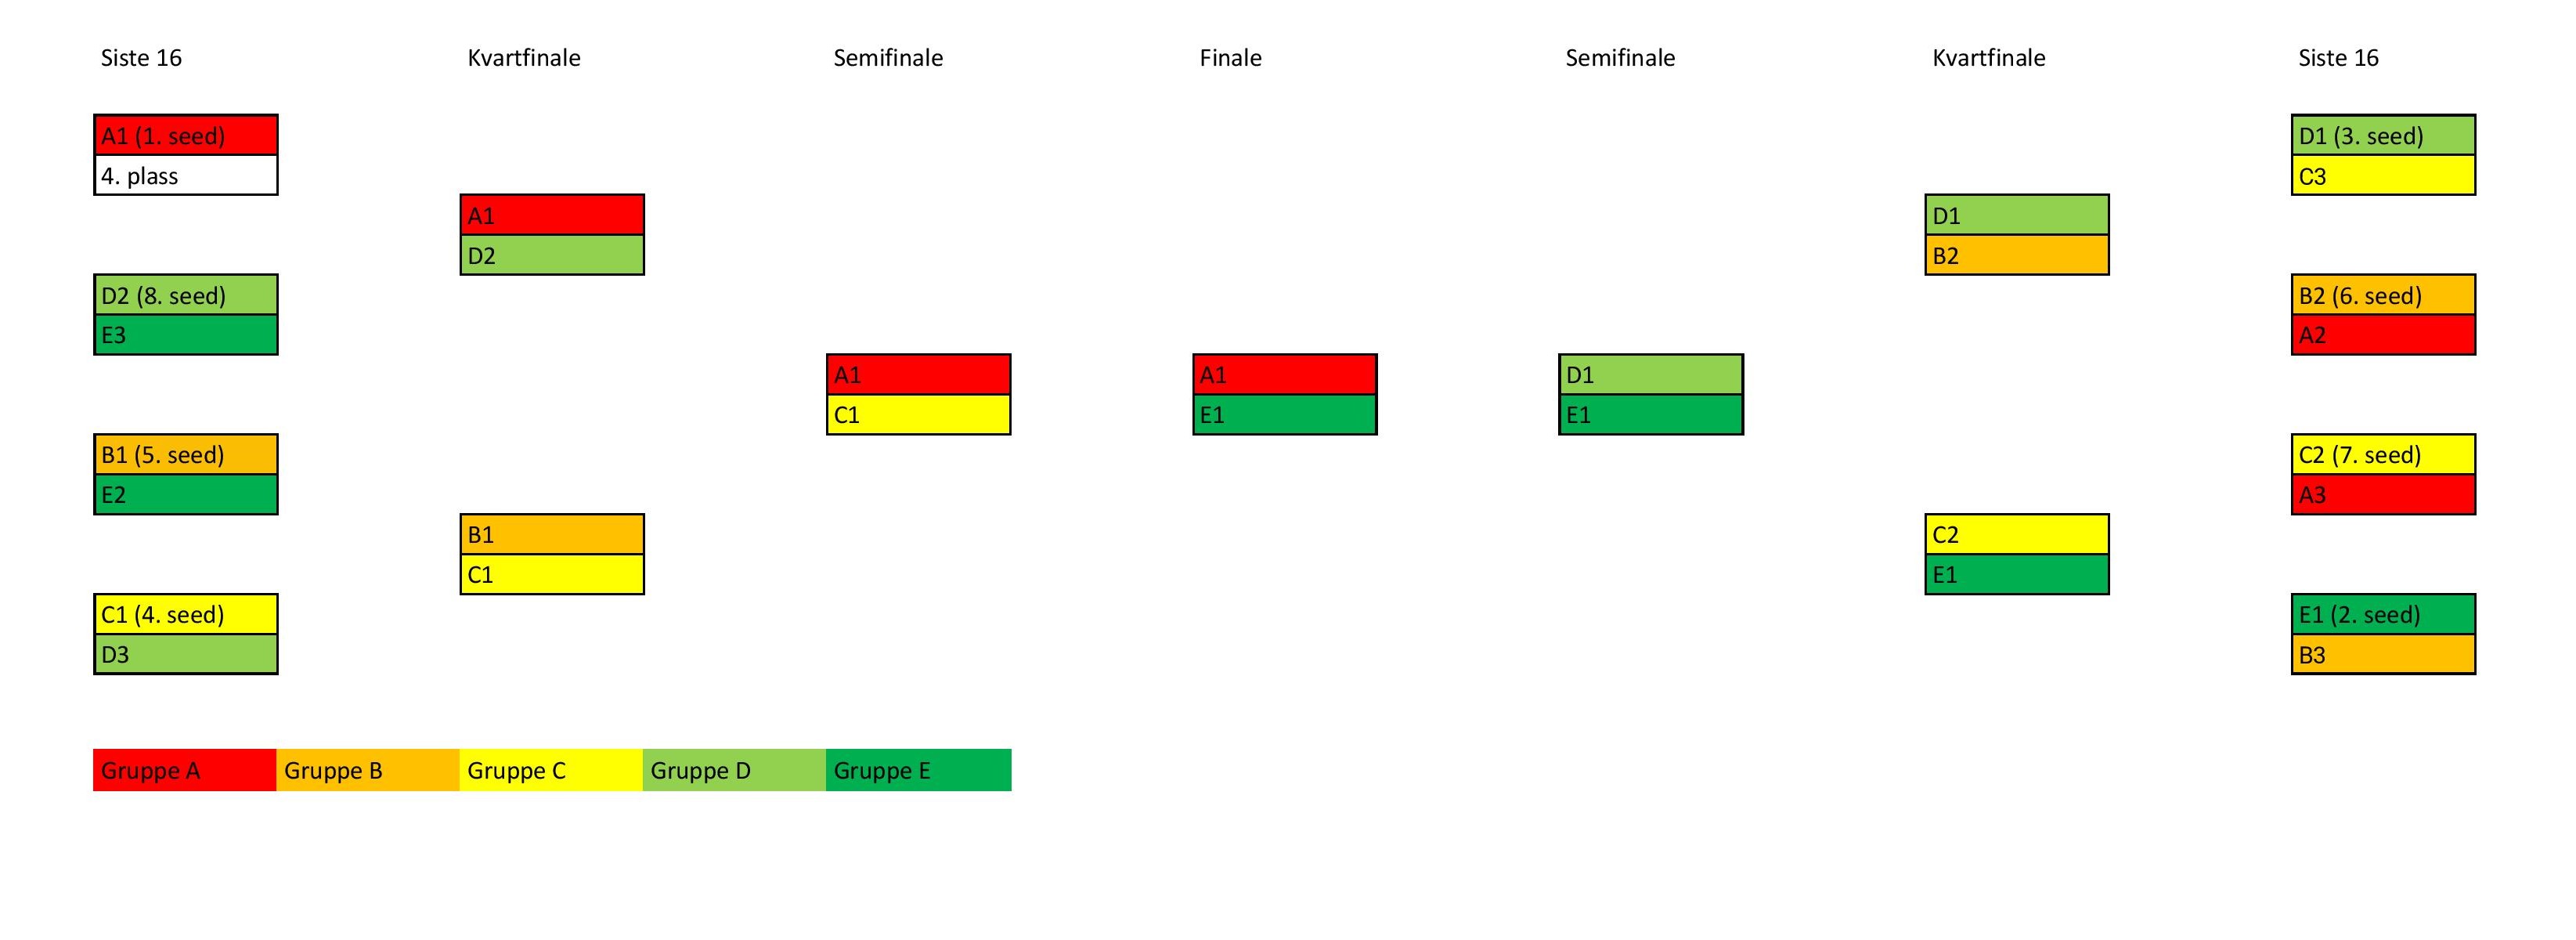 Siste 16
Kvartfinale
Semifinale
Finale
Semifinale
Kvartfinale
Siste 16
A1 (1. seed)
4. plass
D2 (8. seed)
E3
B1 (5. seed)
E2
C1 (4. seed)
D3
A1
D2
B1
C1
A1
C1
A1
E1
D1
E1
D1
B2
C2
E1
D1 (3. seed)
C3
B2 (6. seed)
A2
C2 (7. seed)
A3
E1 (2. seed)
B3
Gruppe A
Gruppe B
Gruppe C
Gruppe D
Gruppe E